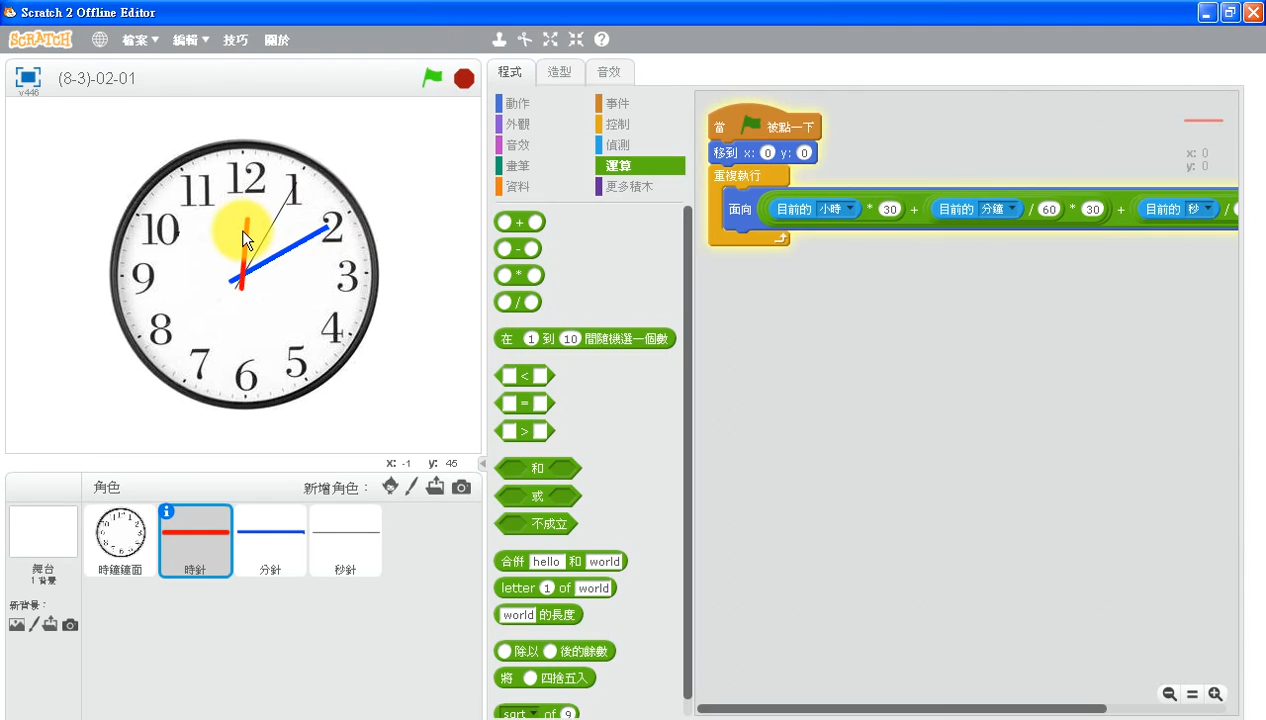 Scratch 2 Offline Editor
SCRATCH 檔案 編輯 技巧 關於
v446 (8-3)-02-01
12
11 1
10 2
9 3
8 4
7 5
6
x: -1 y: 45
角色 新增角色：
舞台
1 背景
新背景：
時鐘鐘面 時針 分針 秒針
程式 造型 音效
動作 事件
外觀 控制
音效 偵測
畫筆 運算
資料 更多積木
+
-
*
/
在 1 到 10 間隨機選一個數
<
=
>
和
或
不成立
合併 hello 和 world
letter 1 of world
world 的長度
除以 後的餘數
將 四捨五入
sqrt of 9
當 被點一下
移到 x: 0 y: 0
重複執行
面向 目前的 小時 * 30 + 目前的 分鐘 / 60 * 30 + 目前的 秒 /
x: 0
y: 0